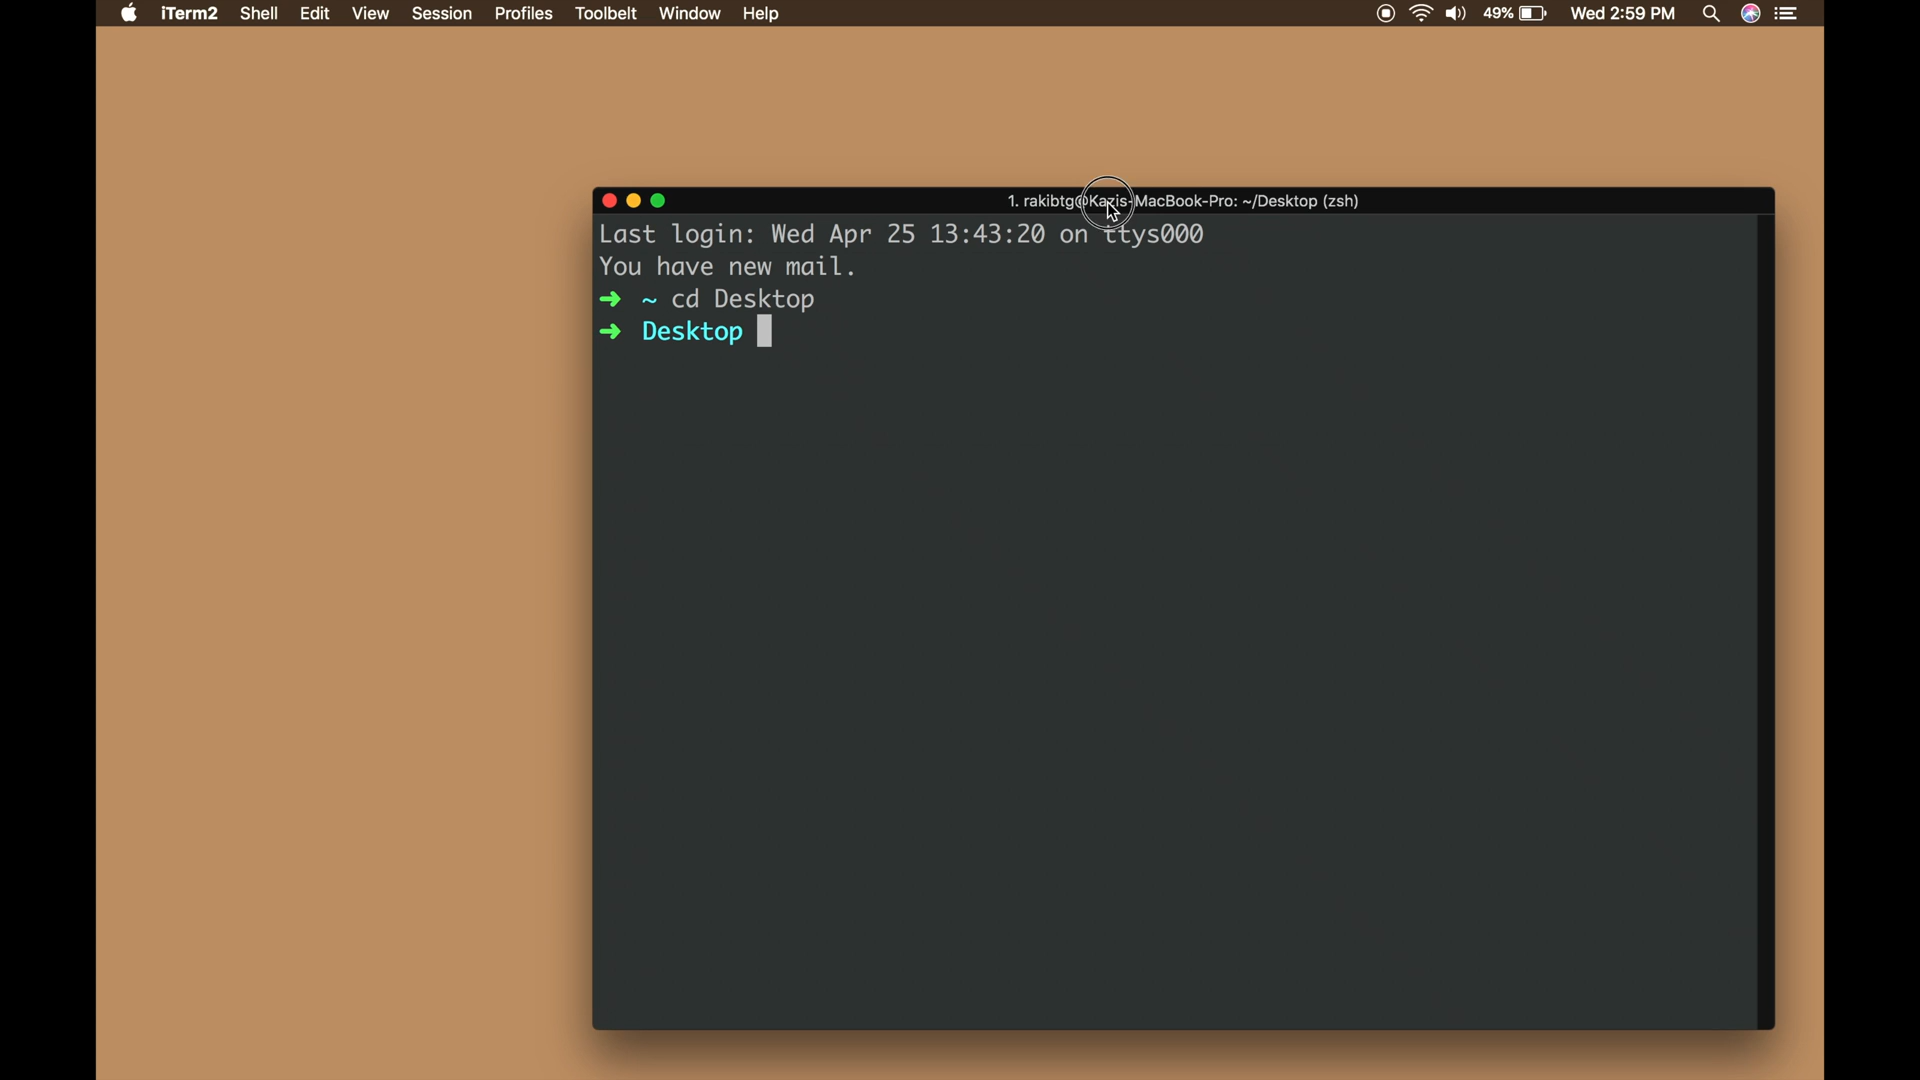 iTerm2 Shell Edit View Session Profiles Toolbelt Window Help 49% Wed 2:59 PM
1. rakibtg@Kazis-MacBook-Pro: ~/Desktop (zsh)
Last login: Wed Apr 25 13:43:20 on ttys000
You have new mail.
➜ ~ cd Desktop
➜ Desktop